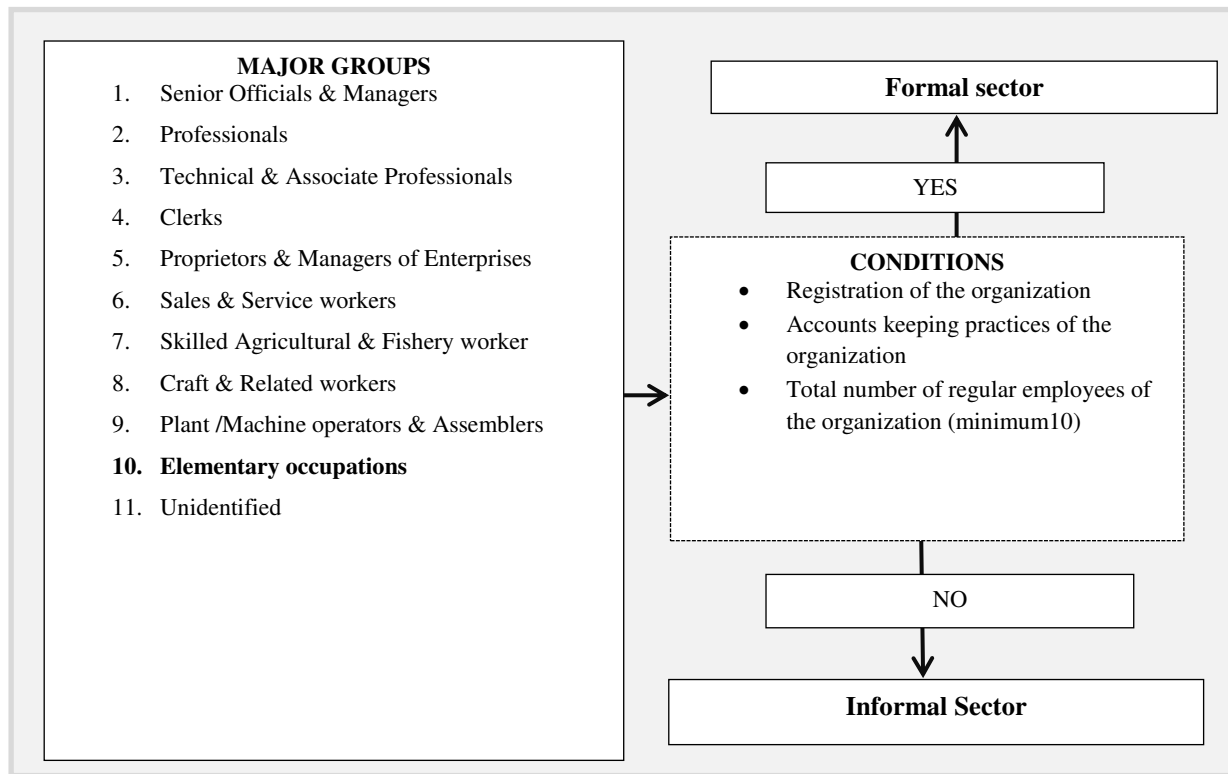 MAJOR GROUPS
1. Senior Officials & Managers
2. Professionals
3. Technical & Associate Professionals
4. Clerks
5. Proprietors & Managers of Enterprises
6. Sales & Service workers
7. Skilled Agricultural & Fishery worker
8. Craft & Related workers
9. Plant /Machine operators & Assemblers
10. Elementary occupations
11. Unidentified
Formal sector
YES
CONDITIONS
• Registration of the organization
• Accounts keeping practices of the
organization
• Total number of regular employees of
the organization (minimum10)
NO
Informal Sector